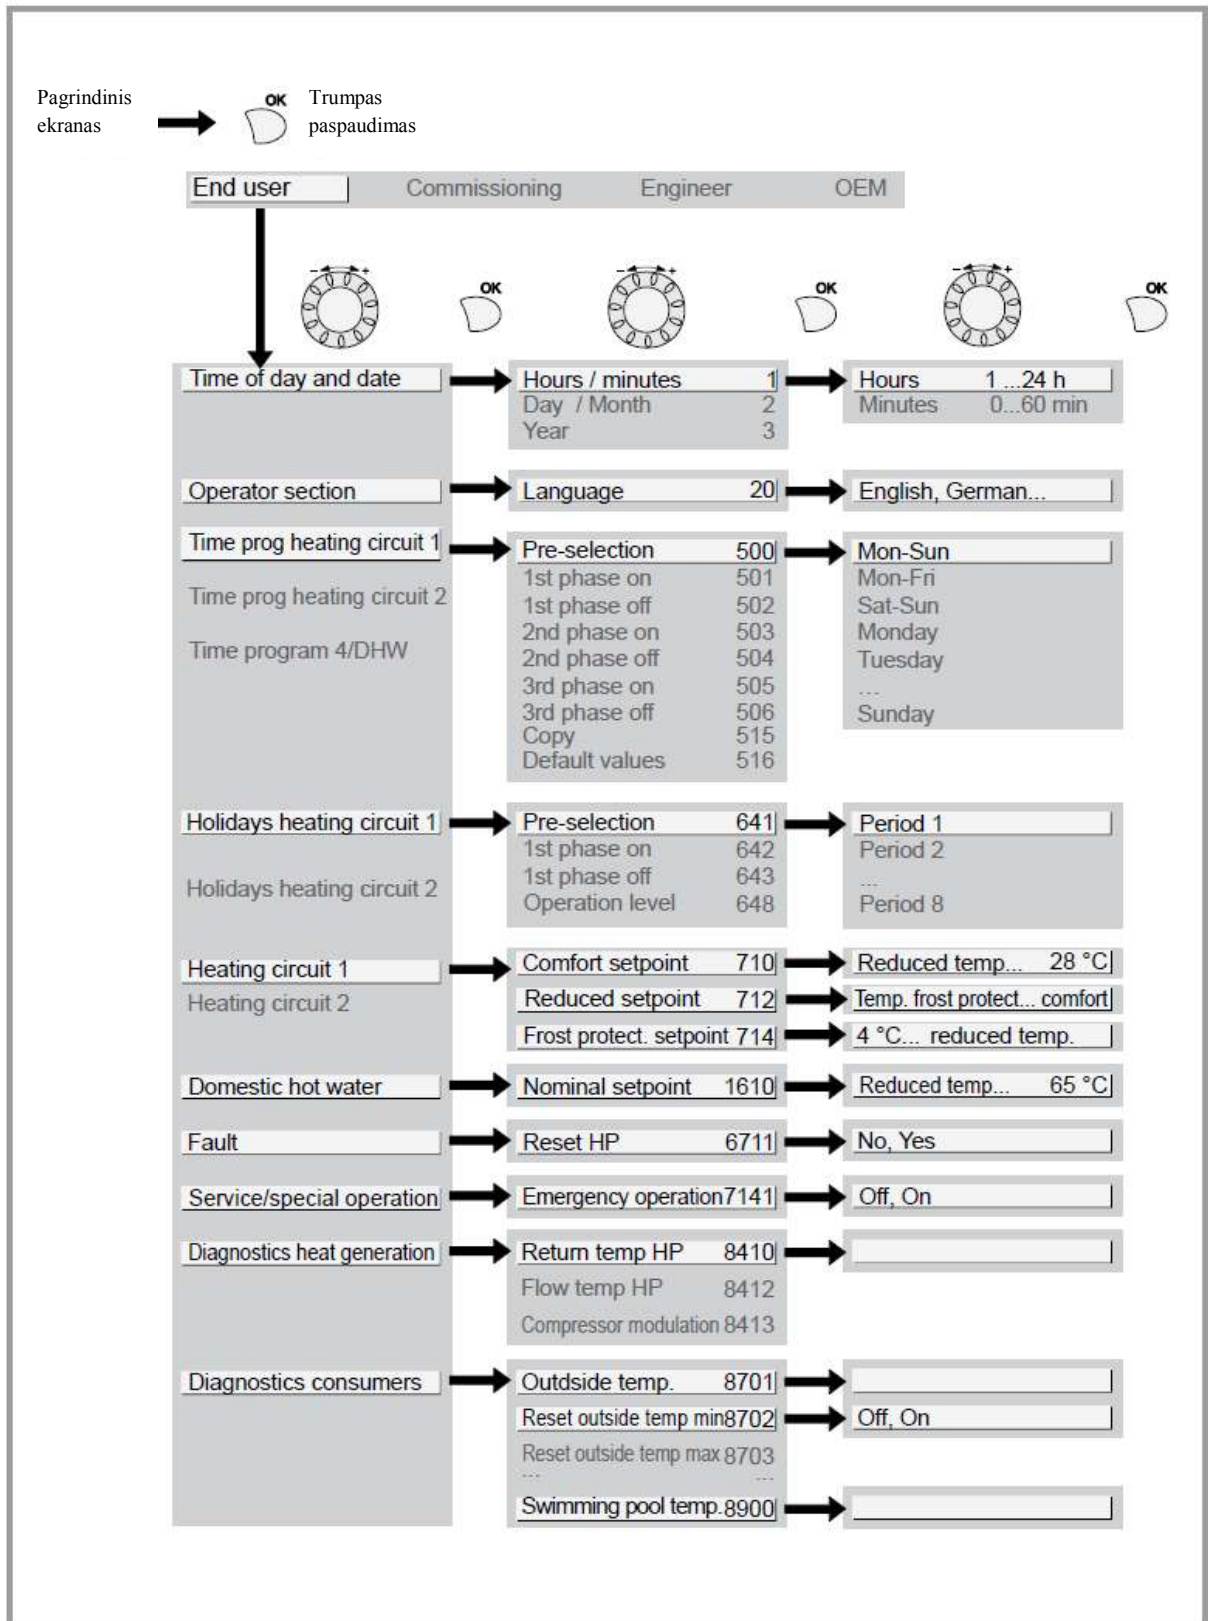 Pagrindinis
ekranas
OK
Trumpas
paspaudimas
End user Commissioning Engineer OEM
- + OK - + OK - + OK
Time of day and date Hours / minutes 1 Hours 1 ...24 h
Day / Month 2 Minutes 0...60 min
Year 3
Operator section Language 20 English, German...
Time prog heating circuit 1 Pre-selection 500 Mon-Sun
1st phase on 501 Mon-Fri
Time prog heating circuit 2 1st phase off 502 Sat-Sun
2nd phase on 503 Monday
Time program 4/DHW 2nd phase off 504 Tuesday
3rd phase on 505 ...
3rd phase off 506 Sunday
Copy 515
Default values 516
Holidays heating circuit 1 Pre-selection 641 Period 1
1st phase on 642 Period 2
Holidays heating circuit 2 1st phase off 643 ...
Operation level 648 Period 8
Heating circuit 1 Comfort setpoint 710 Reduced temp... 28 °C
Heating circuit 2 Reduced setpoint 712 Temp. frost protect... comfort
Frost protect. setpoint 714 4 °C... reduced temp.
Domestic hot water Nominal setpoint 1610 Reduced temp... 65 °C
Fault Reset HP 6711 No, Yes
Service/special operation Emergency operation 7141 Off, On
Diagnostics heat generation Return temp HP 8410
Flow temp HP 8412
Compressor modulation 8413
Diagnostics consumers Outdside temp. 8701
Reset outside temp min 8702 Off, On
Reset outside temp max 8703
... ...
Swimming pool temp. 8900